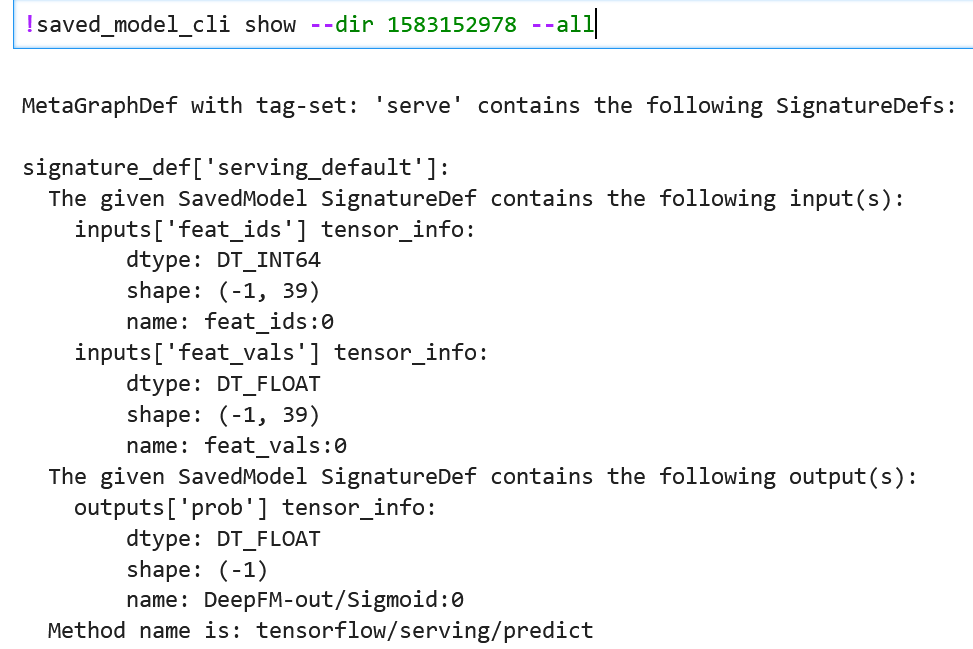 !saved_model_cli show --dir 1583152978 --all
MetaGraphDef with tag-set: 'serve' contains the following SignatureDefs:
signature_def['serving_default']:
The given SavedModel SignatureDef contains the following input(s):
inputs['feat_ids'] tensor_info:
dtype: DT_INT64
shape: (-1, 39)
name: feat_ids:0
inputs['feat_vals'] tensor_info:
dtype: DT_FLOAT
shape: (-1, 39)
name: feat_vals:0
The given SavedModel SignatureDef contains the following output(s):
outputs['prob'] tensor_info:
dtype: DT_FLOAT
shape: (-1)
name: DeepFM-out/Sigmoid:0
Method name is: tensorflow/serving/predict